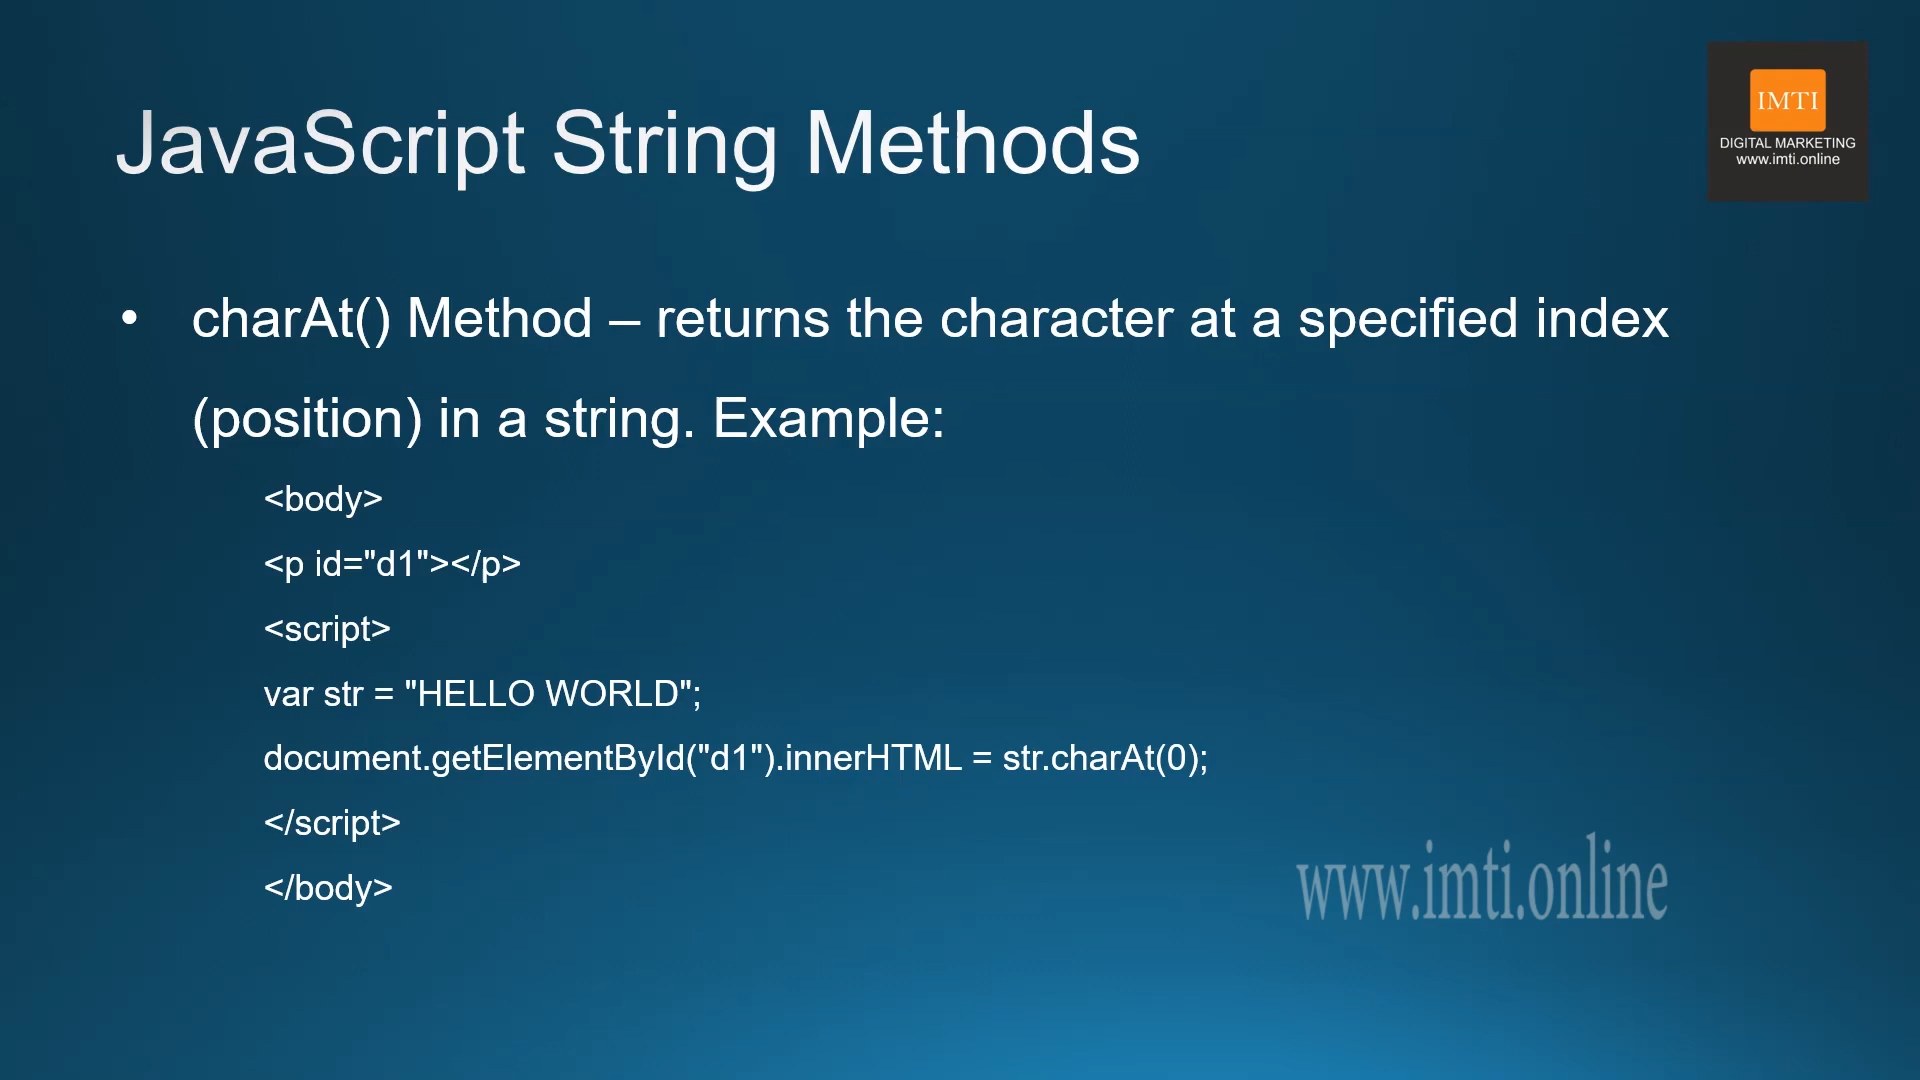 JavaScript String Methods
IMTI
DIGITAL MARKETING
www.imti.online
• charAt() Method – returns the character at a specified index
(position) in a string. Example:
<body>
<p id="d1"></p>
<script>
var str = "HELLO WORLD";
document.getElementById("d1").innerHTML = str.charAt(0);
</script>
</body>
www.imti.online